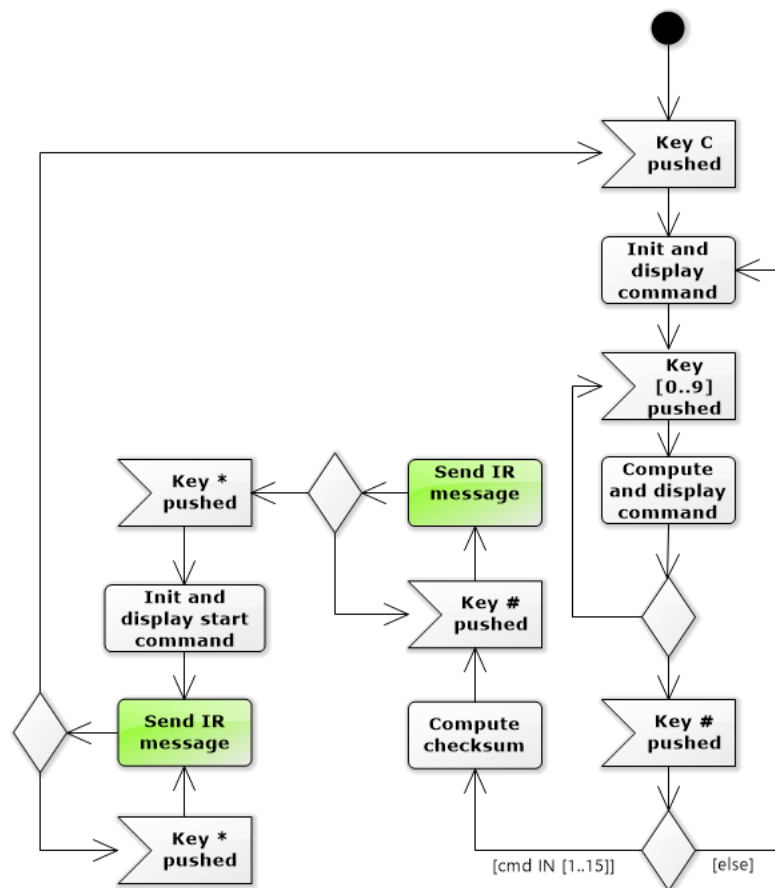 Key C
pushed
Init and
display
command
Key
[0..9]
pushed
Compute
and display
command
Key #
pushed
[cmd IN [1..15]]
[else]
Compute
checksum
Key #
pushed
Send IR
message
Key *
pushed
Init and
display start
command
Send IR
message
Key *
pushed